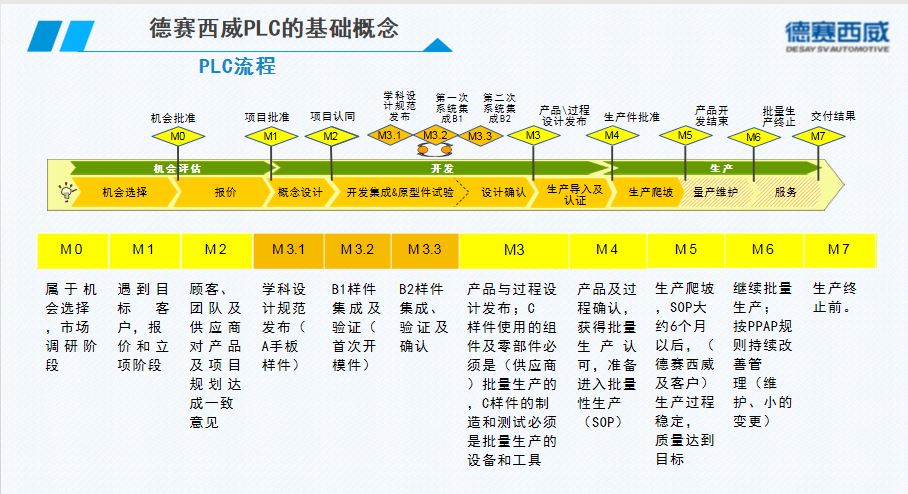 德赛西威PLC的基础概念
德赛西威
DESAY SV AUTOMOTIVE
PLC流程
机会批准
项目批准
项目认同
学科设
计规范
发布
第一次
系统集
成B1
第二次
系统集
成B2
产品\过程
设计发布
生产件批准
产品开
发结束
批量生
产终止
交付结果
M0
M1
M2
M3.1
M3.2
M3.3
M3
M4
M5
M6
M7
机会评估
开发
生产
机会选择
报价
概念设计
开发集成&原型件试验
设计确认
生产导入及
认证
生产爬坡
量产维护
服务
M0
M1
M2
M3.1
M3.2
M3.3
M3
M4
M5
M6
M7
属于机
会选择
,市场
调研阶
段
遇到目
标客
户,报
价和立
项阶段
顾客、
团队及
供应商
对产品
及项目
规划达
成一致
意见
学科设
计规范
发布(
A手板
样件)
B1样件
集成及
验证(
首次开
模件)
B2样件
集成、
验证及
确认
产品与过程设
计发布;C
样件使用的组
件及零部件必
须是(供应商
)批量生产的
,C样件的制
造和测试必须
是批量生产的
设备和工具
产品及过
程确认,
获得批量
生产认
可,准备
进入批量
性生产
(SOP)
生产爬坡
,SOP大
约6个月
以后,(
德赛西威
及客户)
生产过程
稳定,
质量达到
目标
继续批量
生产;
按PPAP规
则持续改
善管
理(维
护、小的
变更)
生产终
止前。